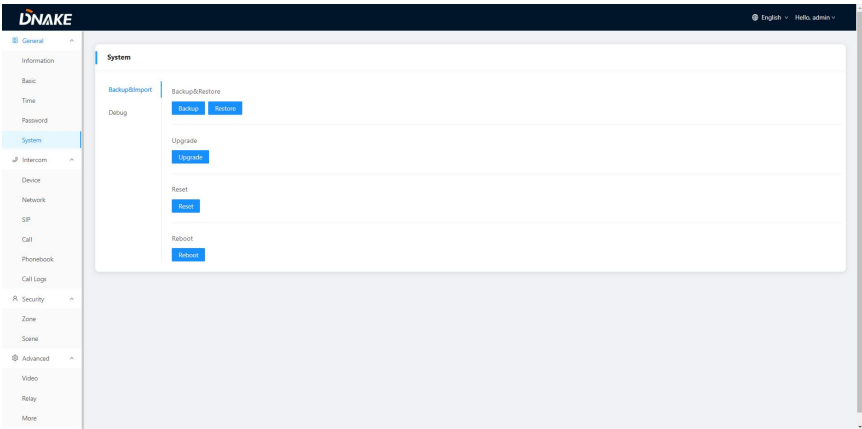 DNAKE
English
Hello, admin
General
Information
Basic
Time
Password
System
Intercom
Device
Network
SIP
Call
Phonebook
Call Logs
Security
Zone
Scene
Advanced
Video
Relay
More
System
Backup&Import
Debug
Backup&Restore
Backup
Restore
Upgrade
Upgrade
Reset
Reset
Reboot
Reboot